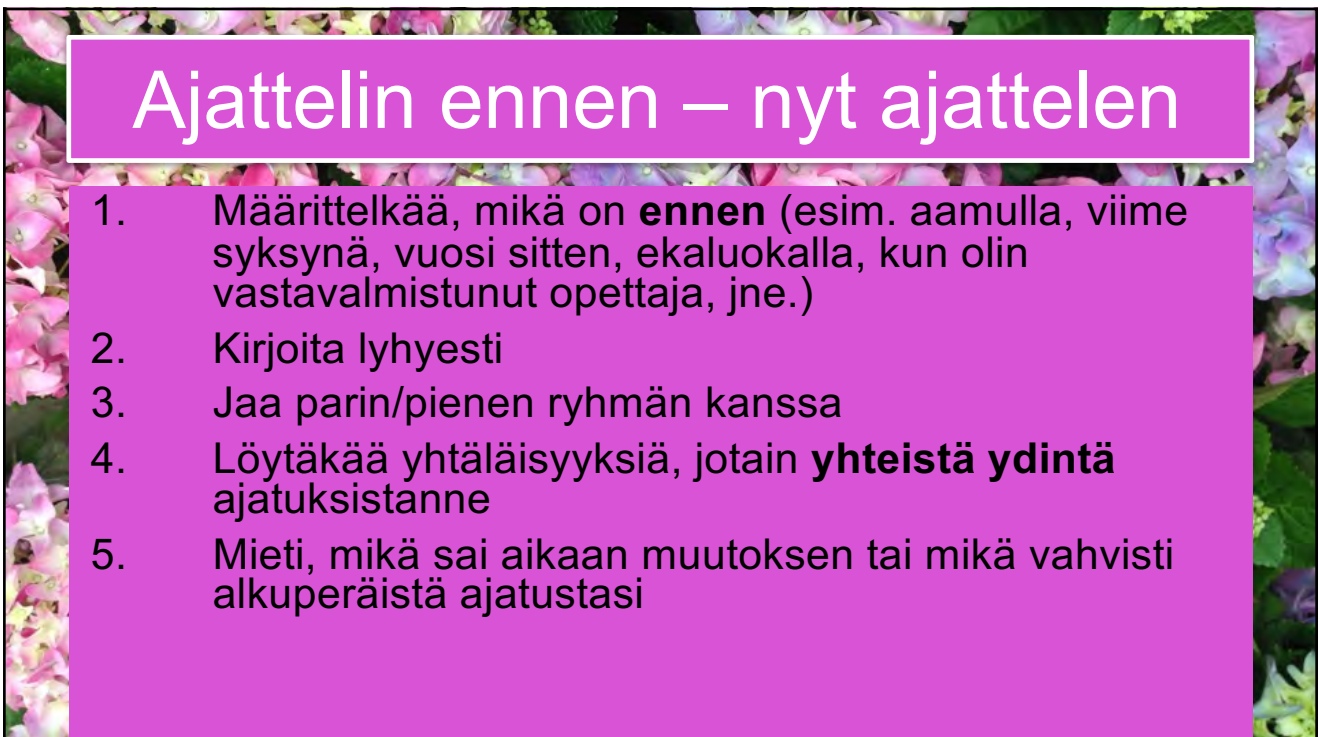 Ajattelin ennen – nyt ajattelen
1. Määrittelkää, mikä on ennen (esim. aamulla, viime
syksynä, vuosi sitten, ekaluokalla, kun olin
vastavalmistunut opettaja, jne.)
2. Kirjoita lyhyesti
3. Jaa parin/pienen ryhmän kanssa
4. Löytäkää yhtäläisyyksiä, jotain yhteistä ydintä
ajatuksistanne
5. Mieti, mikä sai aikaan muutoksen tai mikä vahvisti
alkuperäistä ajatustasi